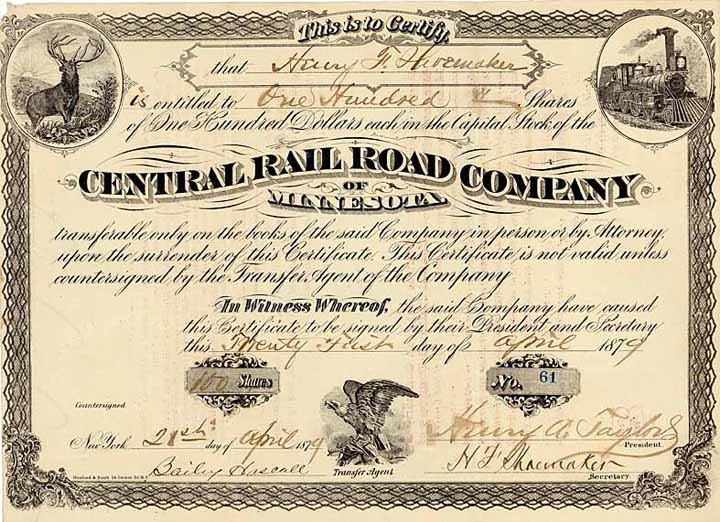 This is to Certify,
that Henry F. Shoemaker
is entitled to One Hundred Shares
of One Hundred Dollars each in the Capital Stock of the
CENTRAL RAIL ROAD COMPANY
OF
MINNESOTA
transferable only on the books of the said Company in person or by Attorney,
upon the surrender of this Certificate. This Certificate is not valid unless
countersigned by the Transfer Agent of the Company
In Witness Whereof, the said Company have caused
this Certificate to be signed by their President and Secretary
this Twenty first day of April 1879
100 Shares
No. 61
Countersigned
New York 21st day of April 1879
Henry A. Taylor
President.
Transfer Agent
H F Shoemaker
Secretary.